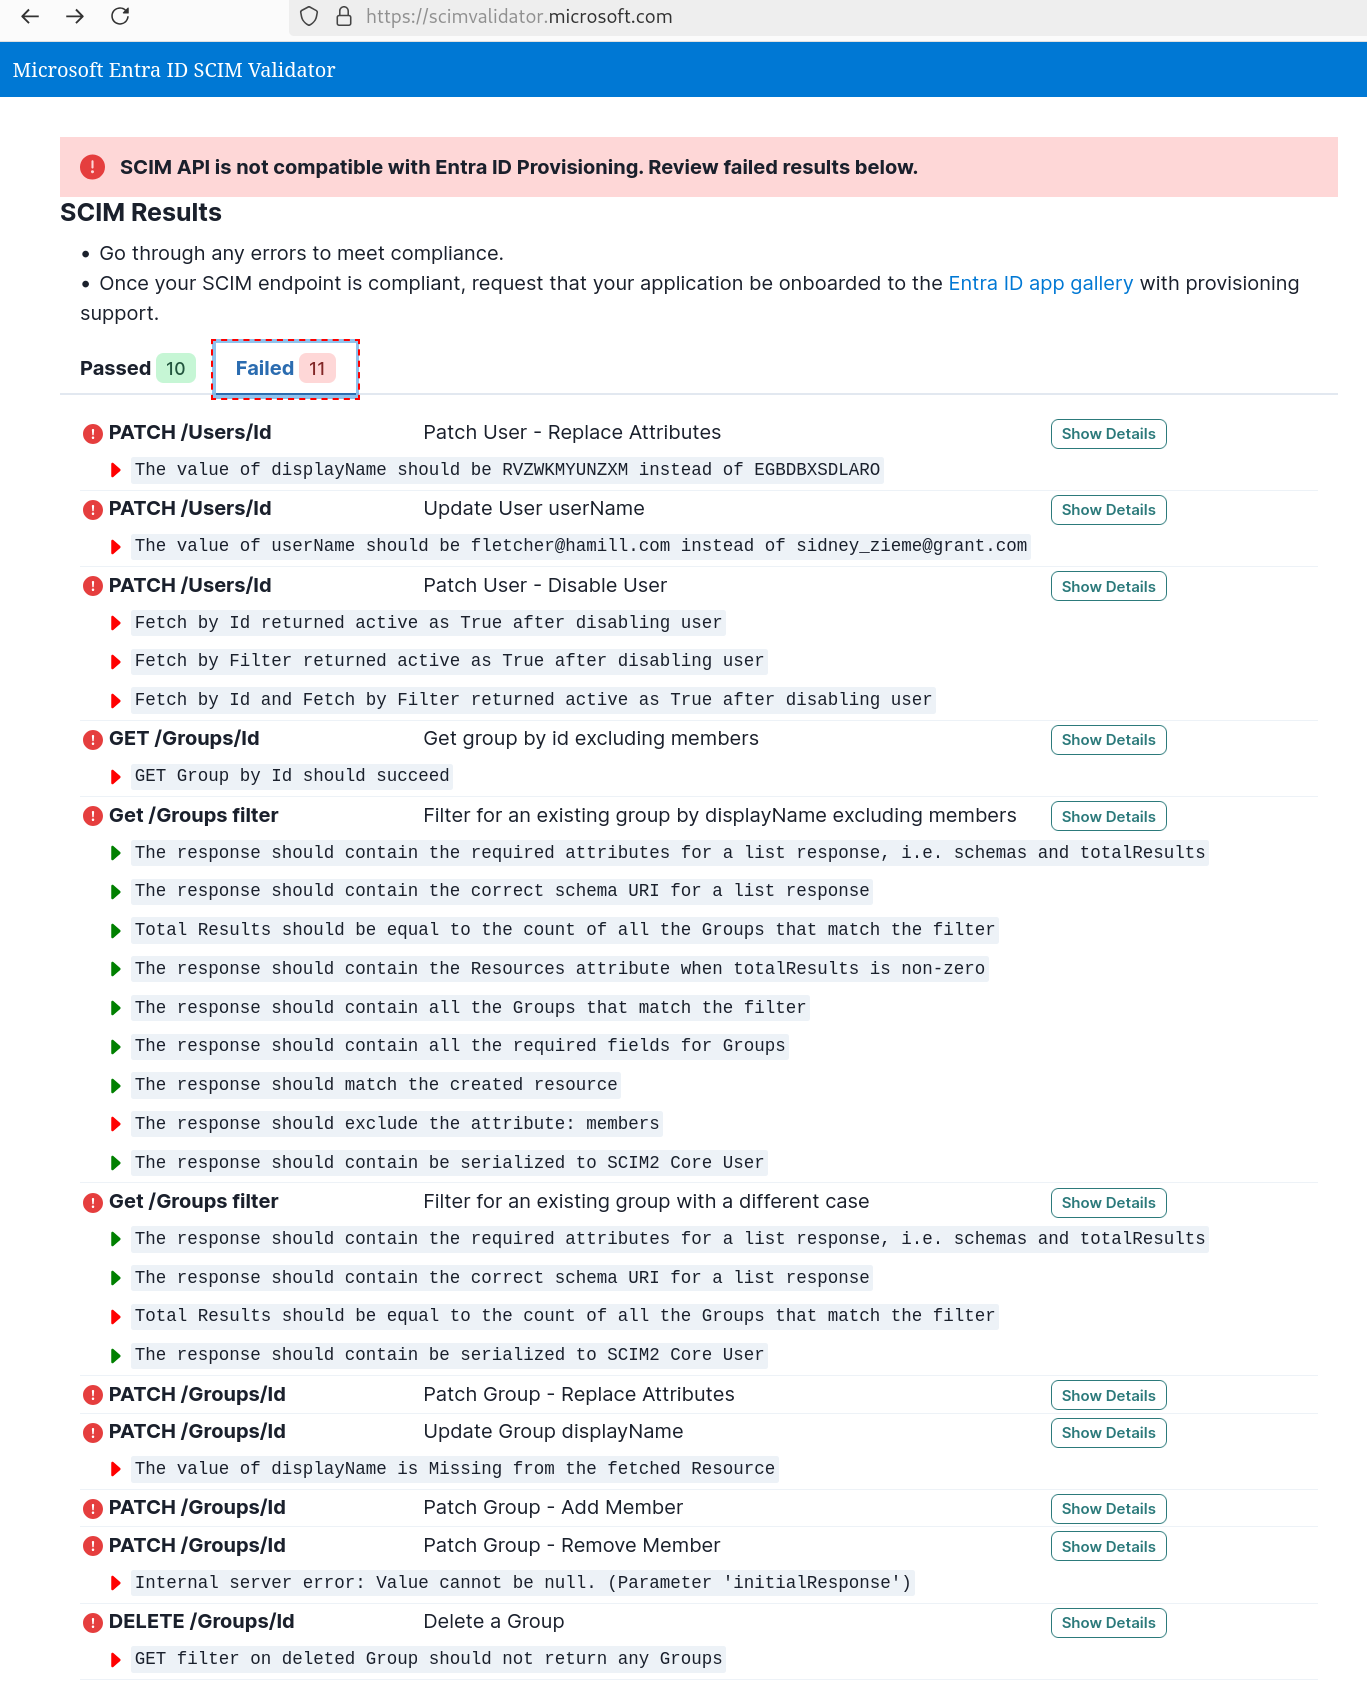 https://scimvalidator.microsoft.com
Microsoft Entra ID SCIM Validator
SCIM API is not compatible with Entra ID Provisioning. Review failed results below.
SCIM Results
• Go through any errors to meet compliance.
• Once your SCIM endpoint is compliant, request that your application be onboarded to the Entra ID app gallery with provisioning
support.
Passed 10 Failed 11
PATCH /Users/Id Patch User - Replace Attributes Show Details
The value of displayName should be RVZWKMYUNZXM instead of EGBDBXSDLARO
PATCH /Users/Id Update User userName Show Details
The value of userName should be fletcher@hamill.com instead of sidney_zieme@grant.com
PATCH /Users/Id Patch User - Disable User Show Details
Fetch by Id returned active as True after disabling user
Fetch by Filter returned active as True after disabling user
Fetch by Id and Fetch by Filter returned active as True after disabling user
GET /Groups/Id Get group by id excluding members Show Details
GET Group by Id should succeed
Get /Groups filter Filter for an existing group by displayName excluding members Show Details
The response should contain the required attributes for a list response, i.e. schemas and totalResults
The response should contain the correct schema URI for a list response
Total Results should be equal to the count of all the Groups that match the filter
The response should contain the Resources attribute when totalResults is non-zero
The response should contain all the Groups that match the filter
The response should contain all the required fields for Groups
The response should match the created resource
The response should exclude the attribute: members
The response should contain be serialized to SCIM2 Core User
Get /Groups filter Filter for an existing group with a different case Show Details
The response should contain the required attributes for a list response, i.e. schemas and totalResults
The response should contain the correct schema URI for a list response
Total Results should be equal to the count of all the Groups that match the filter
The response should contain be serialized to SCIM2 Core User
PATCH /Groups/Id Patch Group - Replace Attributes Show Details
PATCH /Groups/Id Update Group displayName Show Details
The value of displayName is Missing from the fetched Resource
PATCH /Groups/Id Patch Group - Add Member Show Details
PATCH /Groups/Id Patch Group - Remove Member Show Details
Internal server error: Value cannot be null. (Parameter 'initialResponse')
DELETE /Groups/Id Delete a Group Show Details
GET filter on deleted Group should not return any Groups